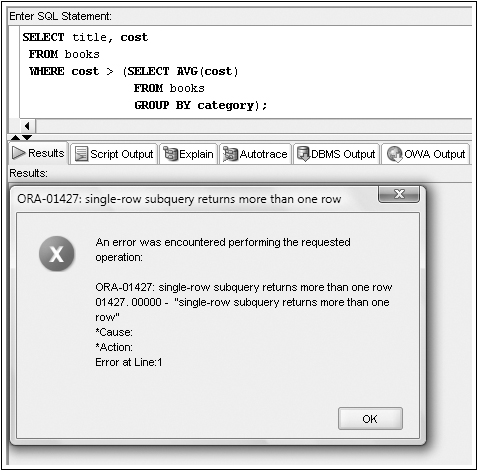 Enter SQL Statement:
SELECT title, cost
FROM books
WHERE cost > (SELECT AVG(cost)
FROM books
GROUP BY category);
Results Script Output Explain Autotrace DBMS Output OWA Output
Results:
ORA-01427: single-row subquery returns more than one row
An error was encountered performing the requested
operation:
ORA-01427: single-row subquery returns more than one row
01427. 00000 - "single-row subquery returns more than one
row"
*Cause:
*Action:
Error at Line:1
OK